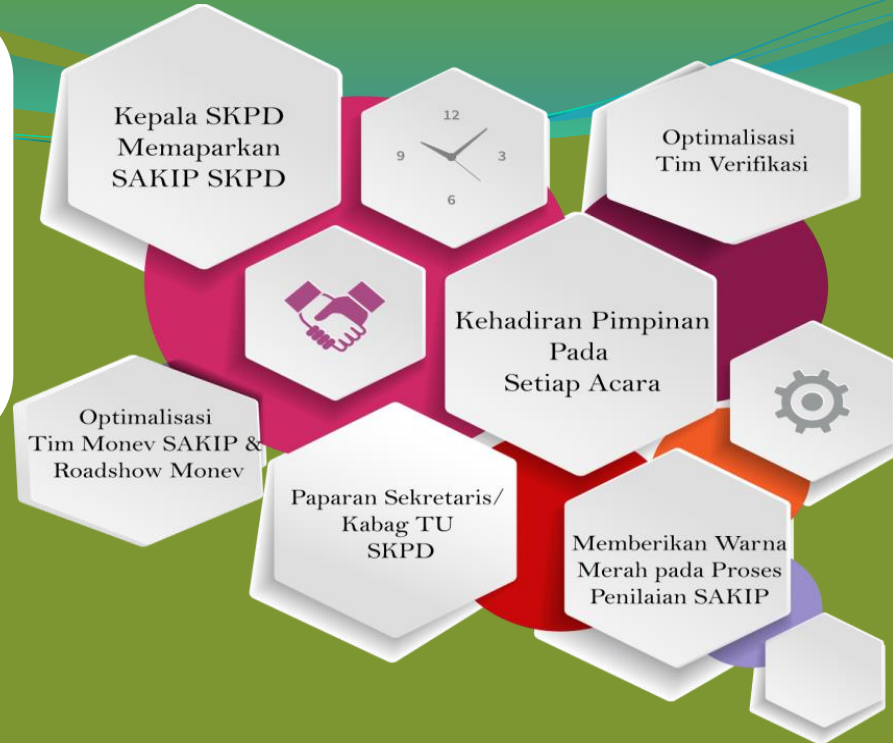 Kepala SKPD
Memaparkan
SAKIP SKPD
12
9
3
6
Optimalisasi
Tim Verifikasi
Kehadiran Pimpinan
Pada
Setiap Acara
Optimalisasi
Tim Monev SAKIP &
Roadshow Monev
Paparan Sekretaris/
Kabag TU
SKPD
Memberikan Warna
Merah pada Proses
Penilaian SAKIP